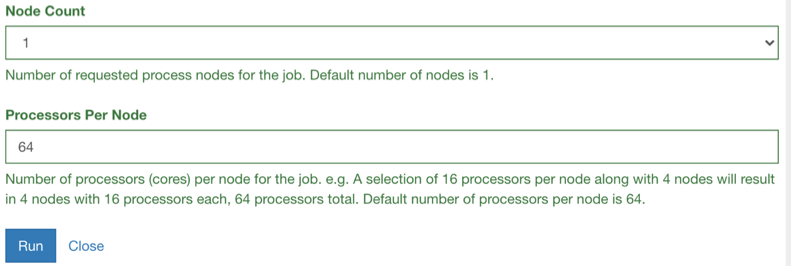 Node Count
1
Number of requested process nodes for the job. Default number of nodes is 1.
Processors Per Node
64
Number of processors (cores) per node for the job. e.g. A selection of 16 processors per node along with 4 nodes will result
in 4 nodes with 16 processors each, 64 processors total. Default number of processors per node is 64.
Run Close